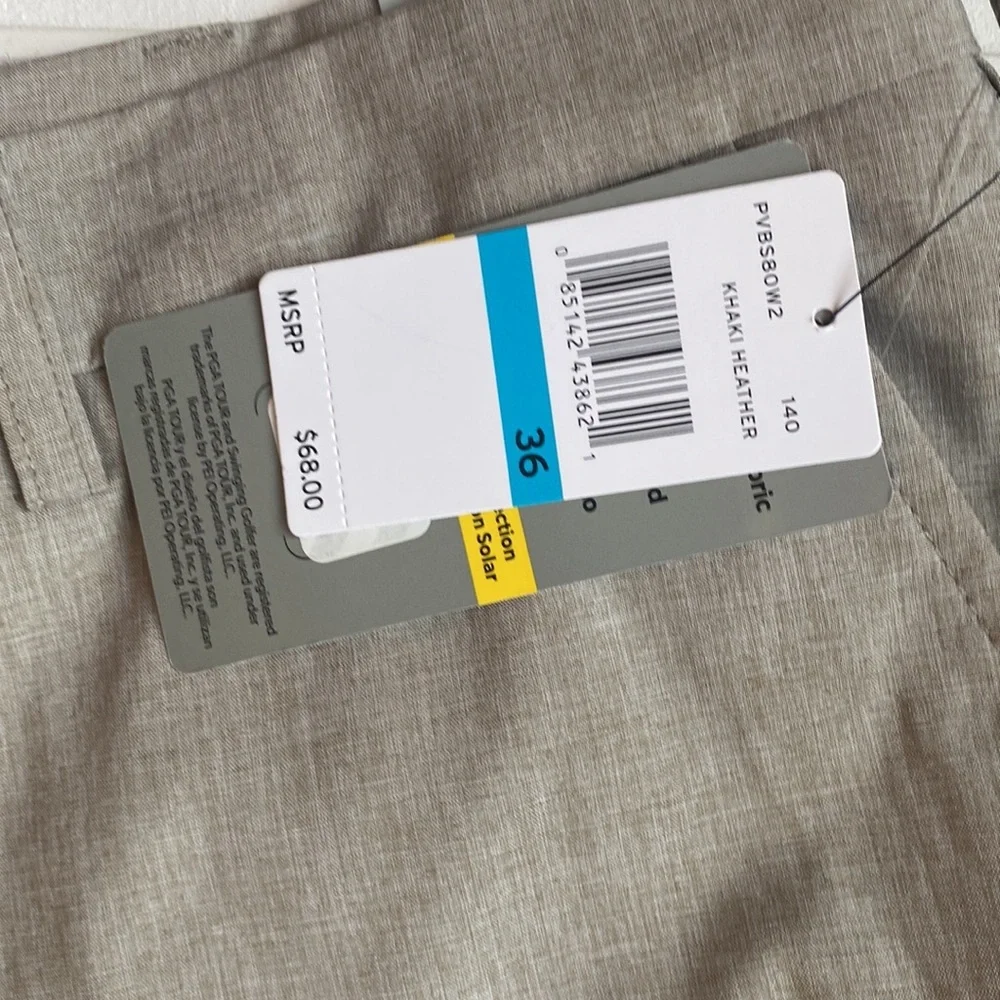 PVBS80W2 140
KHAKI HEATHER
0 85142 43862 1
36
MSRP $68.00
oric
d
o
ection
n Solar
The PGA TOUR and Swinging Golfer are registered
trademarks of PGA TOUR, Inc. and used under
license by PEI Operating, LLC.
PGA TOUR y el diseño del golfista son
marcas registradas de PGA TOUR, Inc. y se utilizan
bajo la licencia por PEI Operating, LLC.